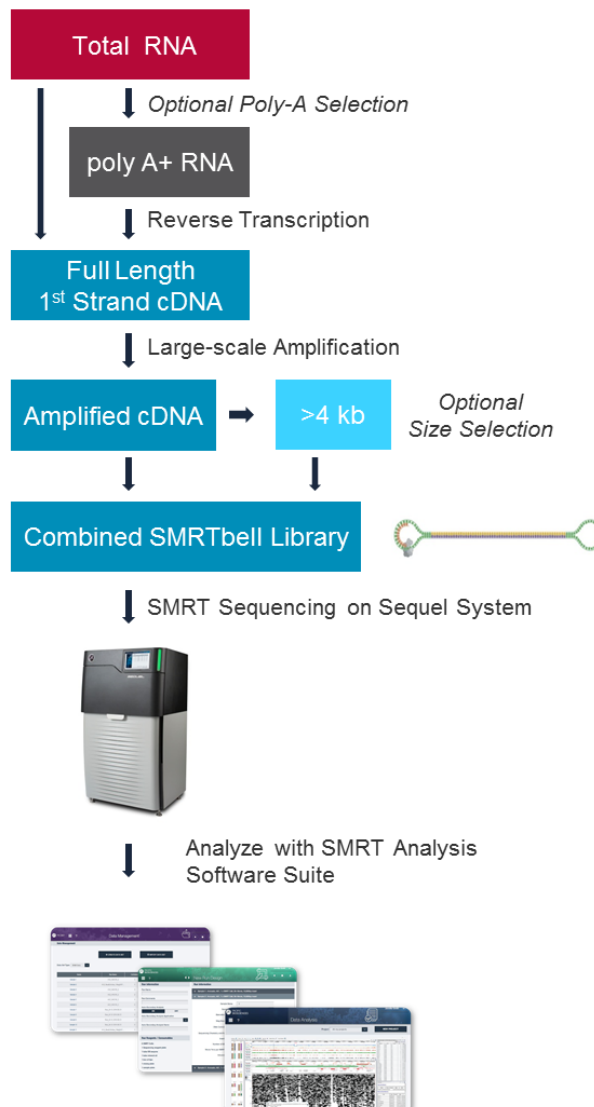 Total RNA
Optional Poly-A Selection
poly A+ RNA
Reverse Transcription
Full Length
1st Strand cDNA
Large-scale Amplification
Amplified cDNA
>4 kb
Optional
Size Selection
Combined SMRTbell Library
SMRT Sequencing on Sequel System
Analyze with SMRT Analysis
Software Suite
Data Management
Data Analysis